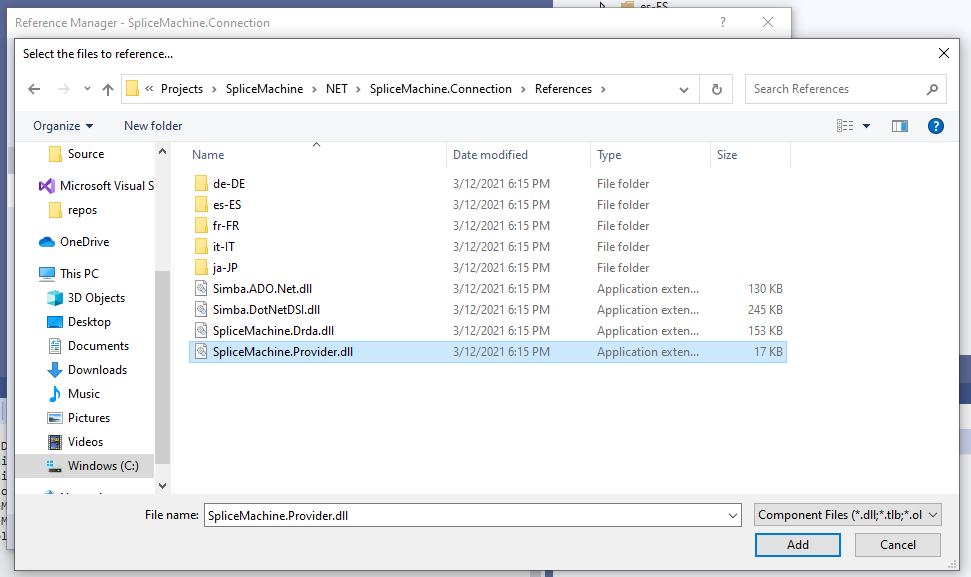 es-ES
Reference Manager - SpliceMachine.Connection ?
Select the files to reference...
« Projects > SpliceMachine > NET > SpliceMachine.Connection > References >
Search References
Organize New folder ?
Name Date modified Type Size
Source
Microsoft Visual S
repos
OneDrive
This PC
3D Objects
Desktop
Documents
Downloads
Music
Pictures
Videos
Windows (C:)
de-DE 3/12/2021 6:15 PM File folder
es-ES 3/12/2021 6:15 PM File folder
fr-FR 3/12/2021 6:15 PM File folder
it-IT 3/12/2021 6:15 PM File folder
ja-JP 3/12/2021 6:15 PM File folder
Simba.ADO.Net.dll 3/12/2021 6:15 PM Application exten... 130 KB
Simba.DotNetDSI.dll 3/12/2021 6:15 PM Application exten... 245 KB
SpliceMachine.Drda.dll 3/12/2021 6:15 PM Application exten... 153 KB
SpliceMachine.Provider.dll 3/12/2021 6:15 PM Application exten... 17 KB
File name: SpliceMachine.Provider.dll
Component Files (*.dll;*.tlb;*.ol
Add Cancel